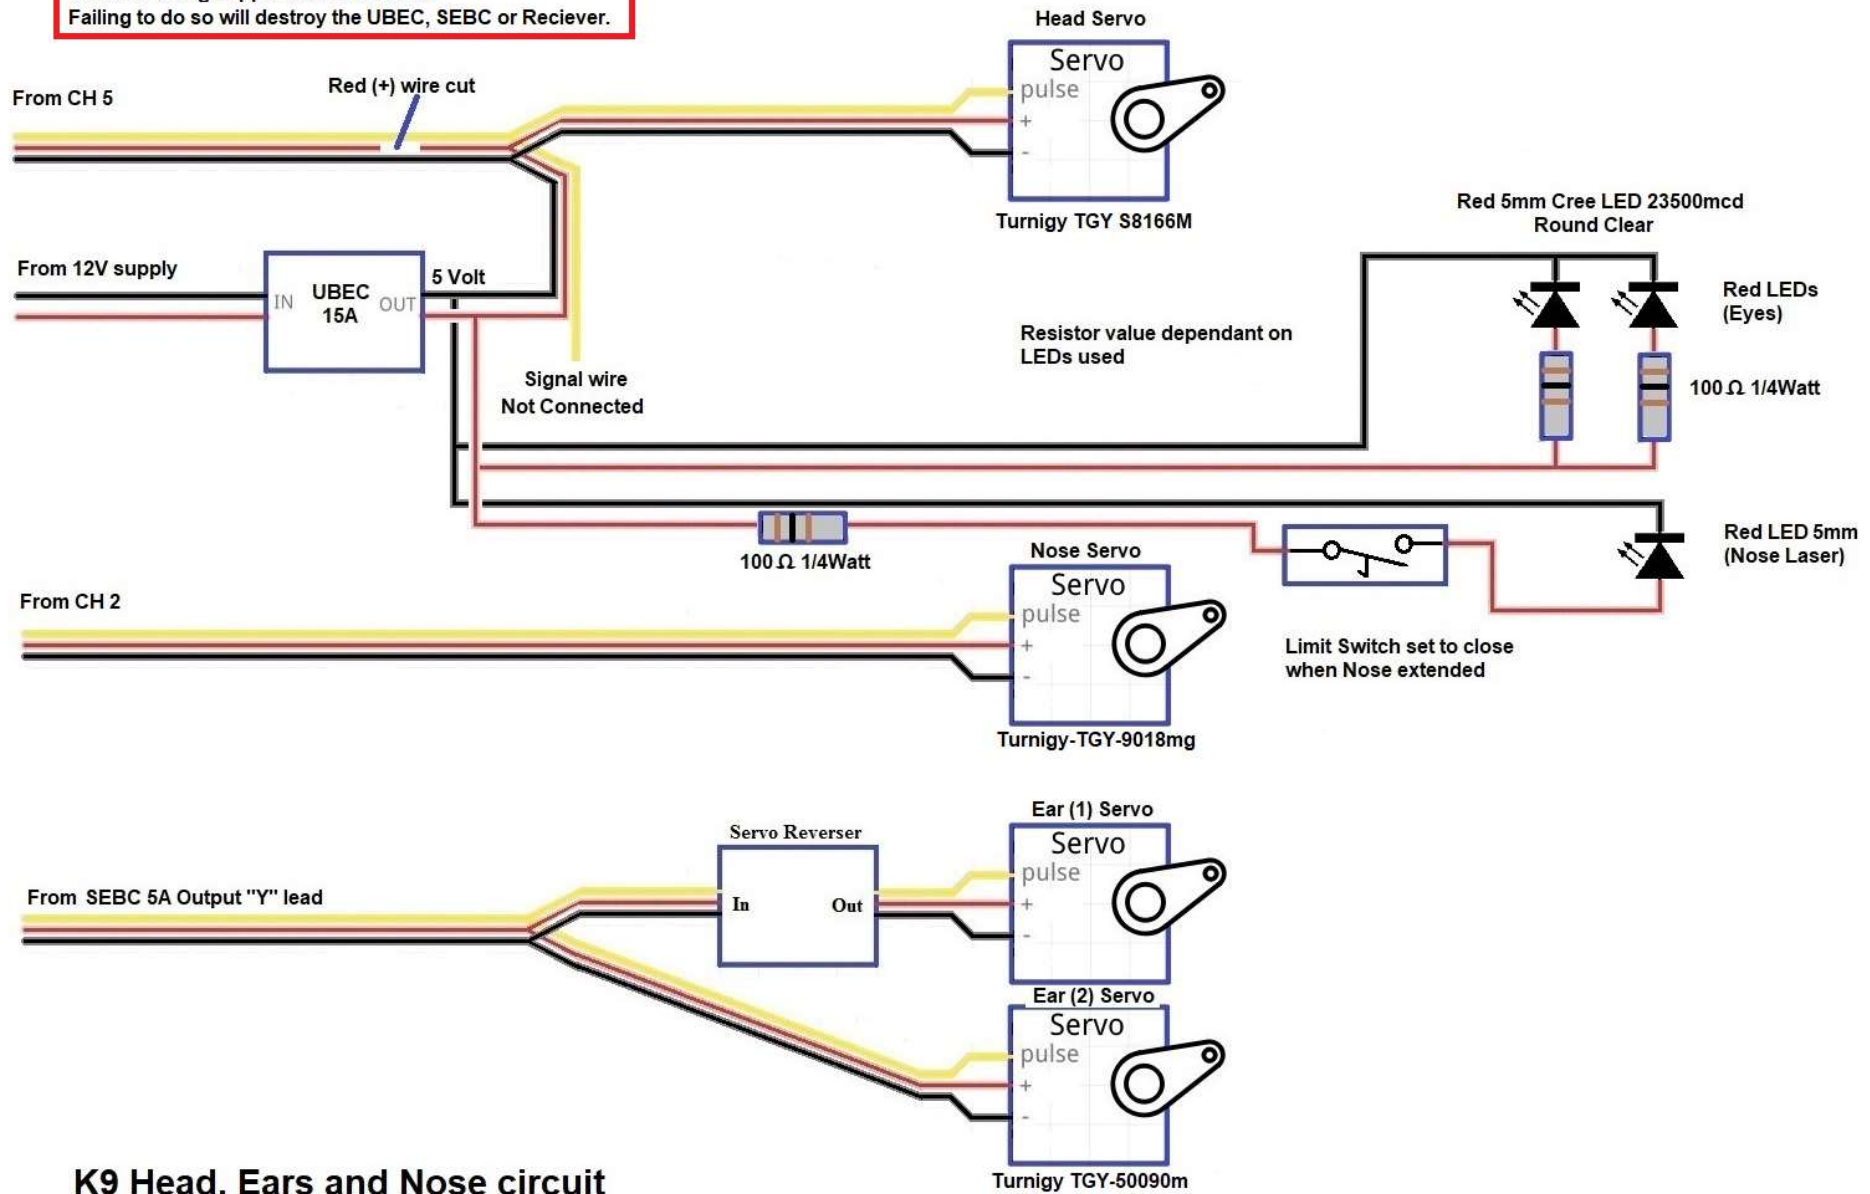 Failing to do so will destroy the UBEC, SEBC or Reciever.
Head Servo
Servo
pulse
+
-
Turnigy TGY S8166M
From CH 5
Red (+) wire cut
From 12V supply
IN
UBEC
15A
OUT
5 Volt
Signal wire
Not Connected
Resistor value dependant on
LEDs used
Red 5mm Cree LED 23500mcd
Round Clear
Red LEDs
(Eyes)
100 Ω 1/4Watt
100 Ω 1/4Watt
Red LED 5mm
(Nose Laser)
From CH 2
Nose Servo
Servo
pulse
+
-
Turnigy-TGY-9018mg
Limit Switch set to close
when Nose extended
From SEBC 5A Output "Y" lead
Servo Reverser
In
Out
Ear (1) Servo
Servo
pulse
+
-
Ear (2) Servo
Servo
pulse
+
-
Turnigy TGY-50090m
K9 Head, Ears and Nose circuit